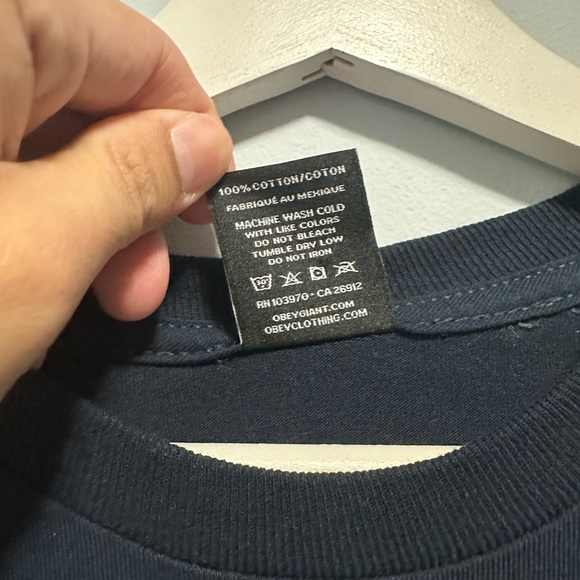 100% COTTON/COTON
FABRIQUÉ AU MEXIQUE
MACHINE WASH COLD
WITH LIKE COLORS
DO NOT BLEACH
TUMBLE DRY LOW
DO NOT IRON
30°
RN 103970 - CA 26912
OBEYGIANT.COM
OBEYCLOTHING.COM